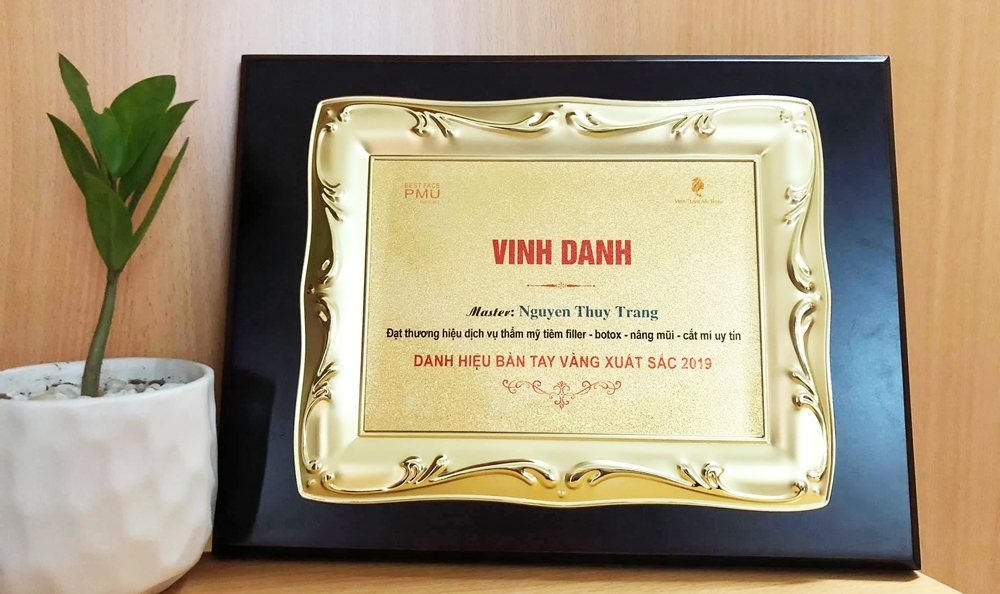 BEST FACE
PMU
VINH DANH
Master: Nguyen Thuy Trang
Đạt thương hiệu dịch vụ thẩm mỹ tiêm filler - botox - nâng mũi - cắt mí uy tín
DANH HIỆU BÀN TAY VÀNG XUẤT SẮC 2019